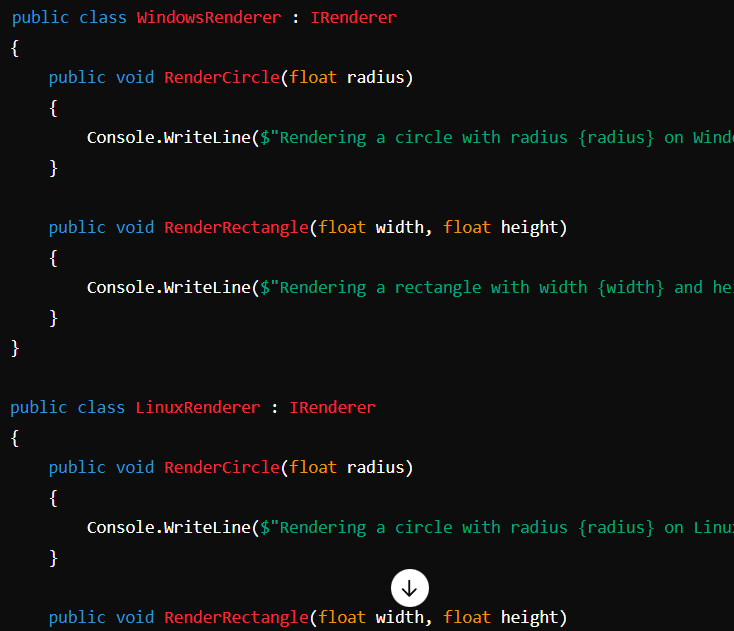 public class WindowsRenderer : IRenderer
{
    public void RenderCircle(float radius)
    {
        Console.WriteLine($"Rendering a circle with radius {radius} on
    }

    public void RenderRectangle(float width, float height)
    {
        Console.WriteLine($"Rendering a rectangle with width {width} and
    }
}

public class LinuxRenderer : IRenderer
{
    public void RenderCircle(float radius)
    {
        Console.WriteLine($"Rendering a circle with radius {radius} on Linux
    }

    public void RenderRectangle(float width, float height)